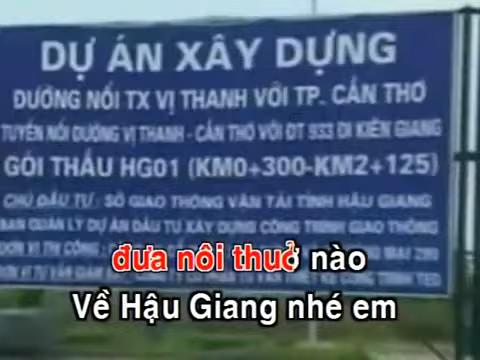 DỰ ÁN XÂY DỰNG
ĐƯỜNG NỐI TX VỊ THANH VỚI TP. CẦN THƠ
TUYẾN NỐI ĐƯỜNG VỊ THANH - CẦN THƠ VỚI ĐT 933 ĐI KIÊN GIANG
GÓI THẦU HG01 (KM0+300-KM2+125)
CHỦ ĐẦU TƯ : SỞ GIAO THÔNG VẬN TẢI TỈNH HẬU GIANG
BAN QUẢN LÝ DỰ ÁN ĐẦU TƯ XÂY DỰNG CÔNG TRÌNH GIAO THÔNG
ĐƠN VỊ THI CÔNG :
đưa nôi thuở nào
Về Hậu Giang nhé em